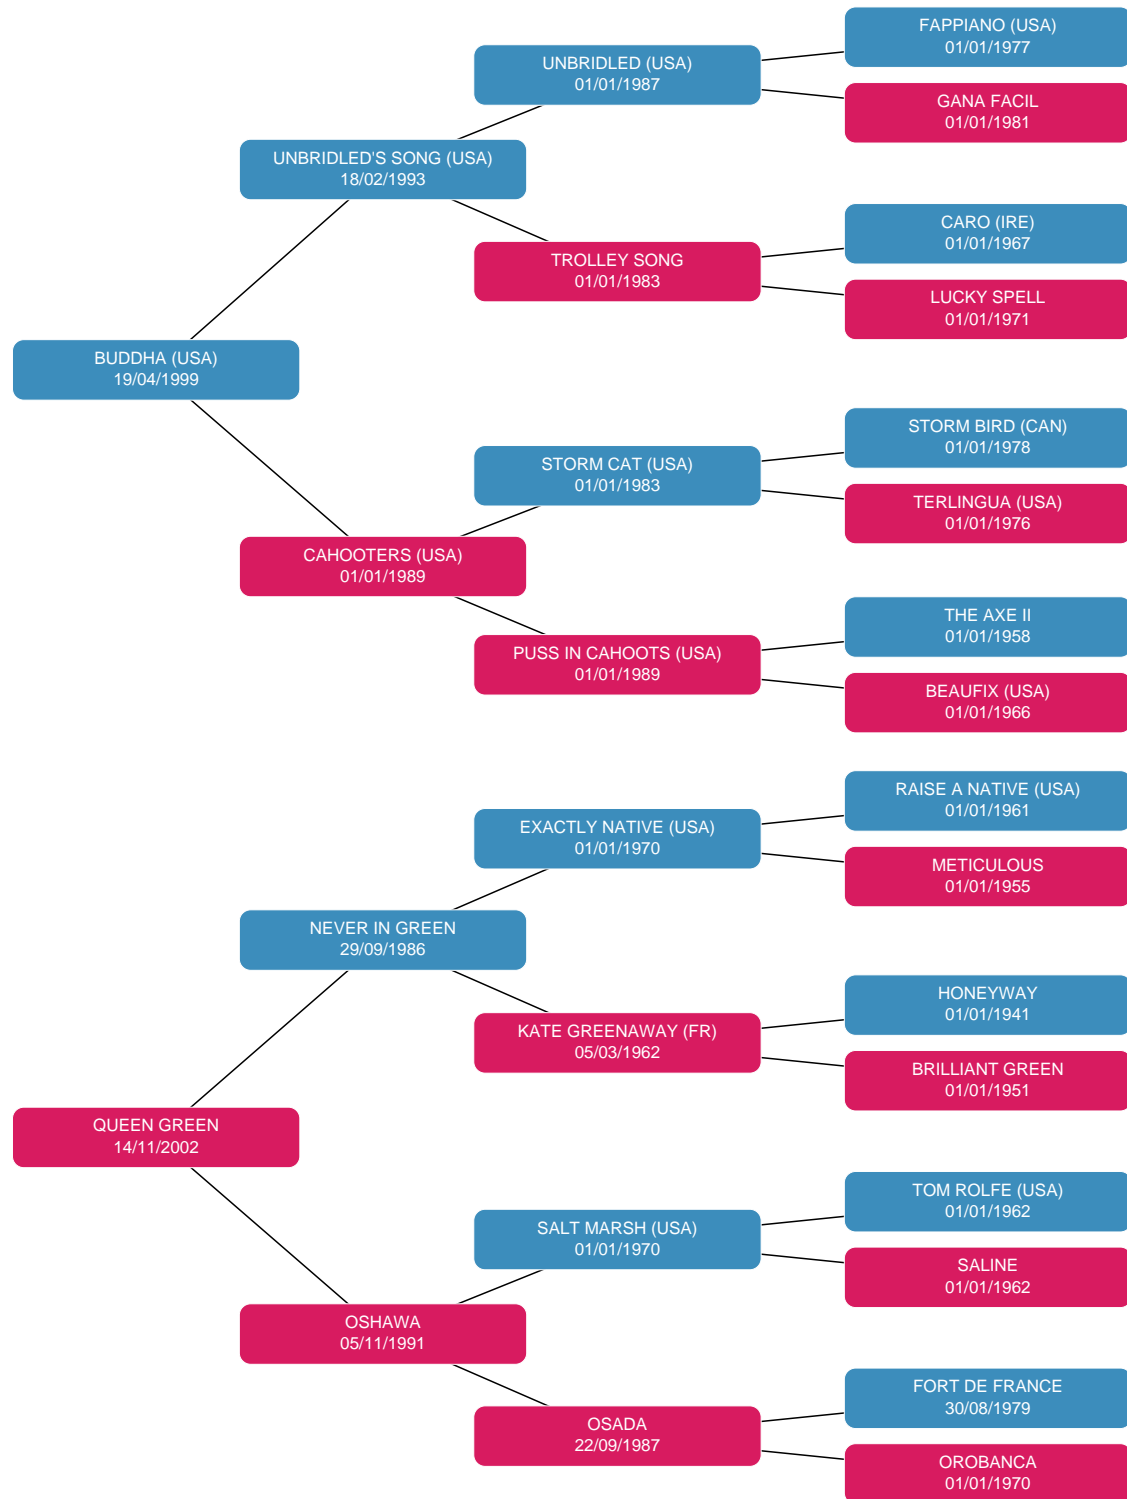 FAPPIANO (USA)
01/01/1977
UNBRIDLED (USA)
01/01/1987
GANA FACIL
01/01/1981
UNBRIDLED'S SONG (USA)
18/02/1993
CARO (IRE)
01/01/1967
TROLLEY SONG
01/01/1983
LUCKY SPELL
01/01/1971
BUDDHA (USA)
19/04/1999
STORM BIRD (CAN)
01/01/1978
STORM CAT (USA)
01/01/1983
TERLINGUA (USA)
01/01/1976
CAHOOTERS (USA)
01/01/1989
THE AXE II
01/01/1958
PUSS IN CAHOOTS (USA)
01/01/1989
BEAUFIX (USA)
01/01/1966
RAISE A NATIVE (USA)
01/01/1961
EXACTLY NATIVE (USA)
01/01/1970
METICULOUS
01/01/1955
NEVER IN GREEN
29/09/1986
HONEYWAY
01/01/1941
KATE GREENAWAY (FR)
05/03/1962
BRILLIANT GREEN
01/01/1951
QUEEN GREEN
14/11/2002
TOM ROLFE (USA)
01/01/1962
SALT MARSH (USA)
01/01/1970
SALINE
01/01/1962
OSHAWA
05/11/1991
FORT DE FRANCE
30/08/1979
OSADA
22/09/1987
OROBANCA
01/01/1970